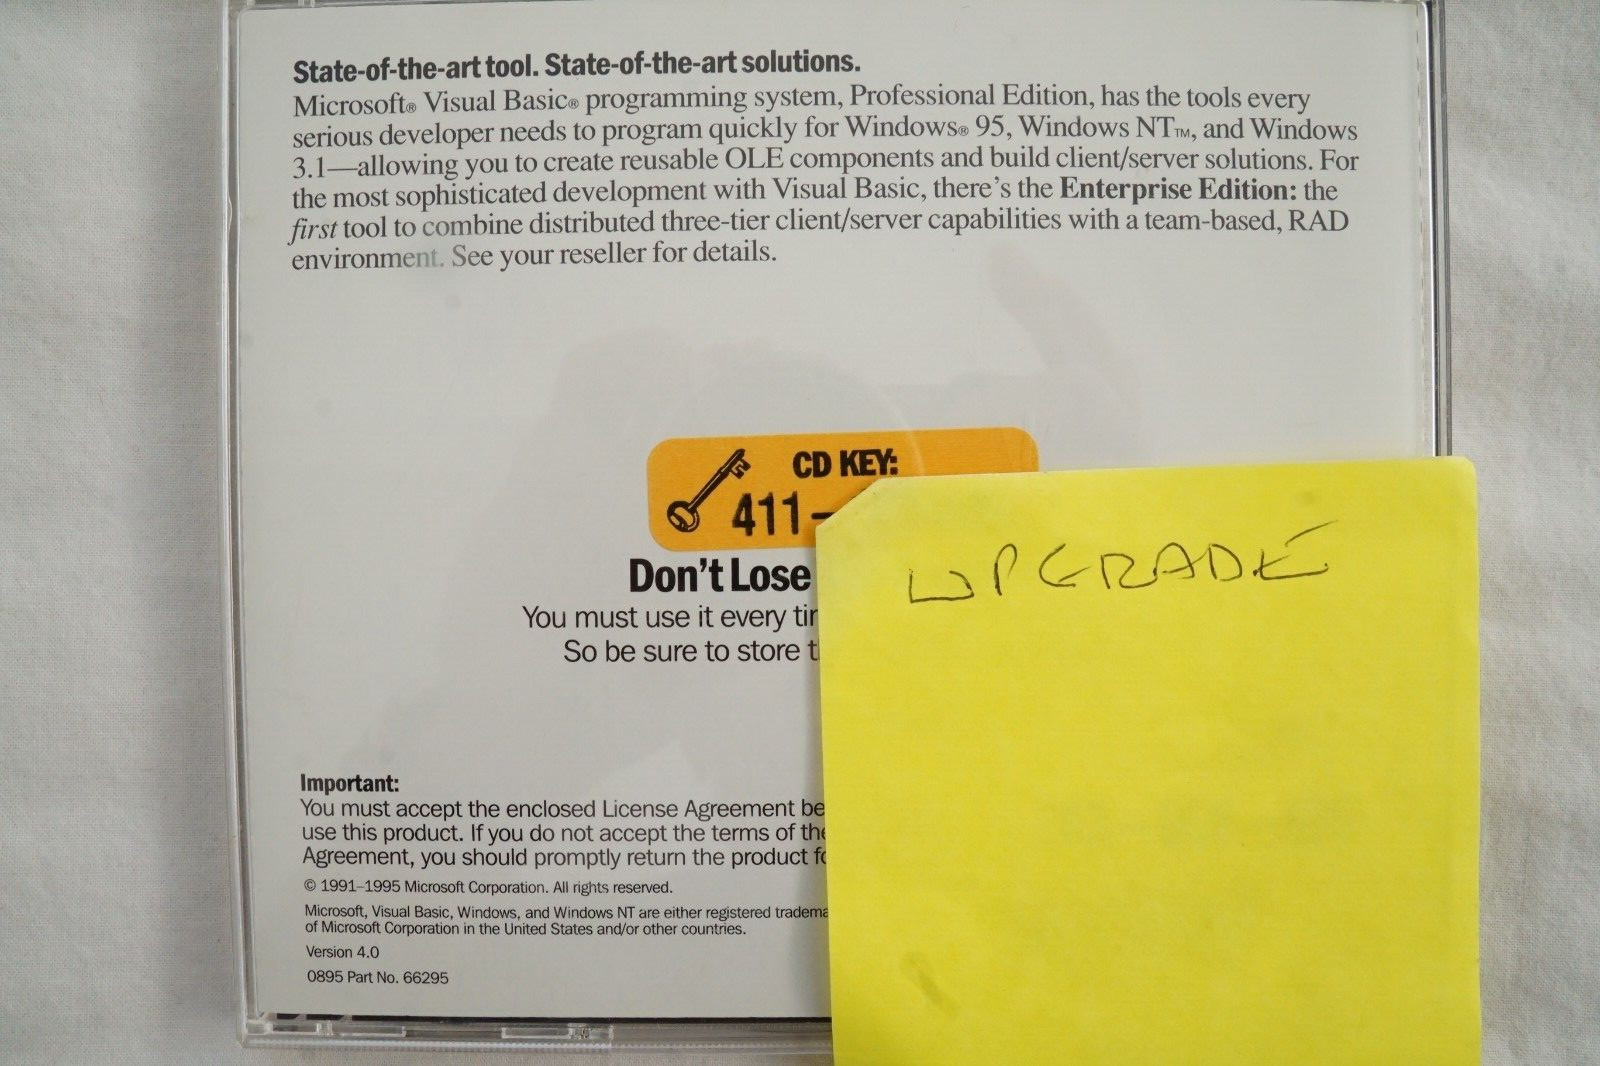 State-of-the-art tool. State-of-the-art solutions.
Microsoft® Visual Basic® programming system, Professional Edition, has the tools every
serious developer needs to program quickly for Windows® 95, Windows NT™, and Windows
3.1—allowing you to create reusable OLE components and build client/server solutions. For
the most sophisticated development with Visual Basic, there's the Enterprise Edition: the
first tool to combine distributed three-tier client/server capabilities with a team-based, RAD
environment. See your reseller for details.
CD KEY:
411-
UPGRADE
Don't Lose
You must use it every
So be sure to store
Important:
You must accept the enclosed License Agreement
use this product. If you do not accept the terms of the
Agreement, you should promptly return the product
© 1991–1995 Microsoft Corporation. All rights reserved.
Microsoft, Visual Basic, Windows, and Windows NT are either registered
of Microsoft Corporation in the United States and/or other countries.
Version 4.0
0895 Part No. 66295